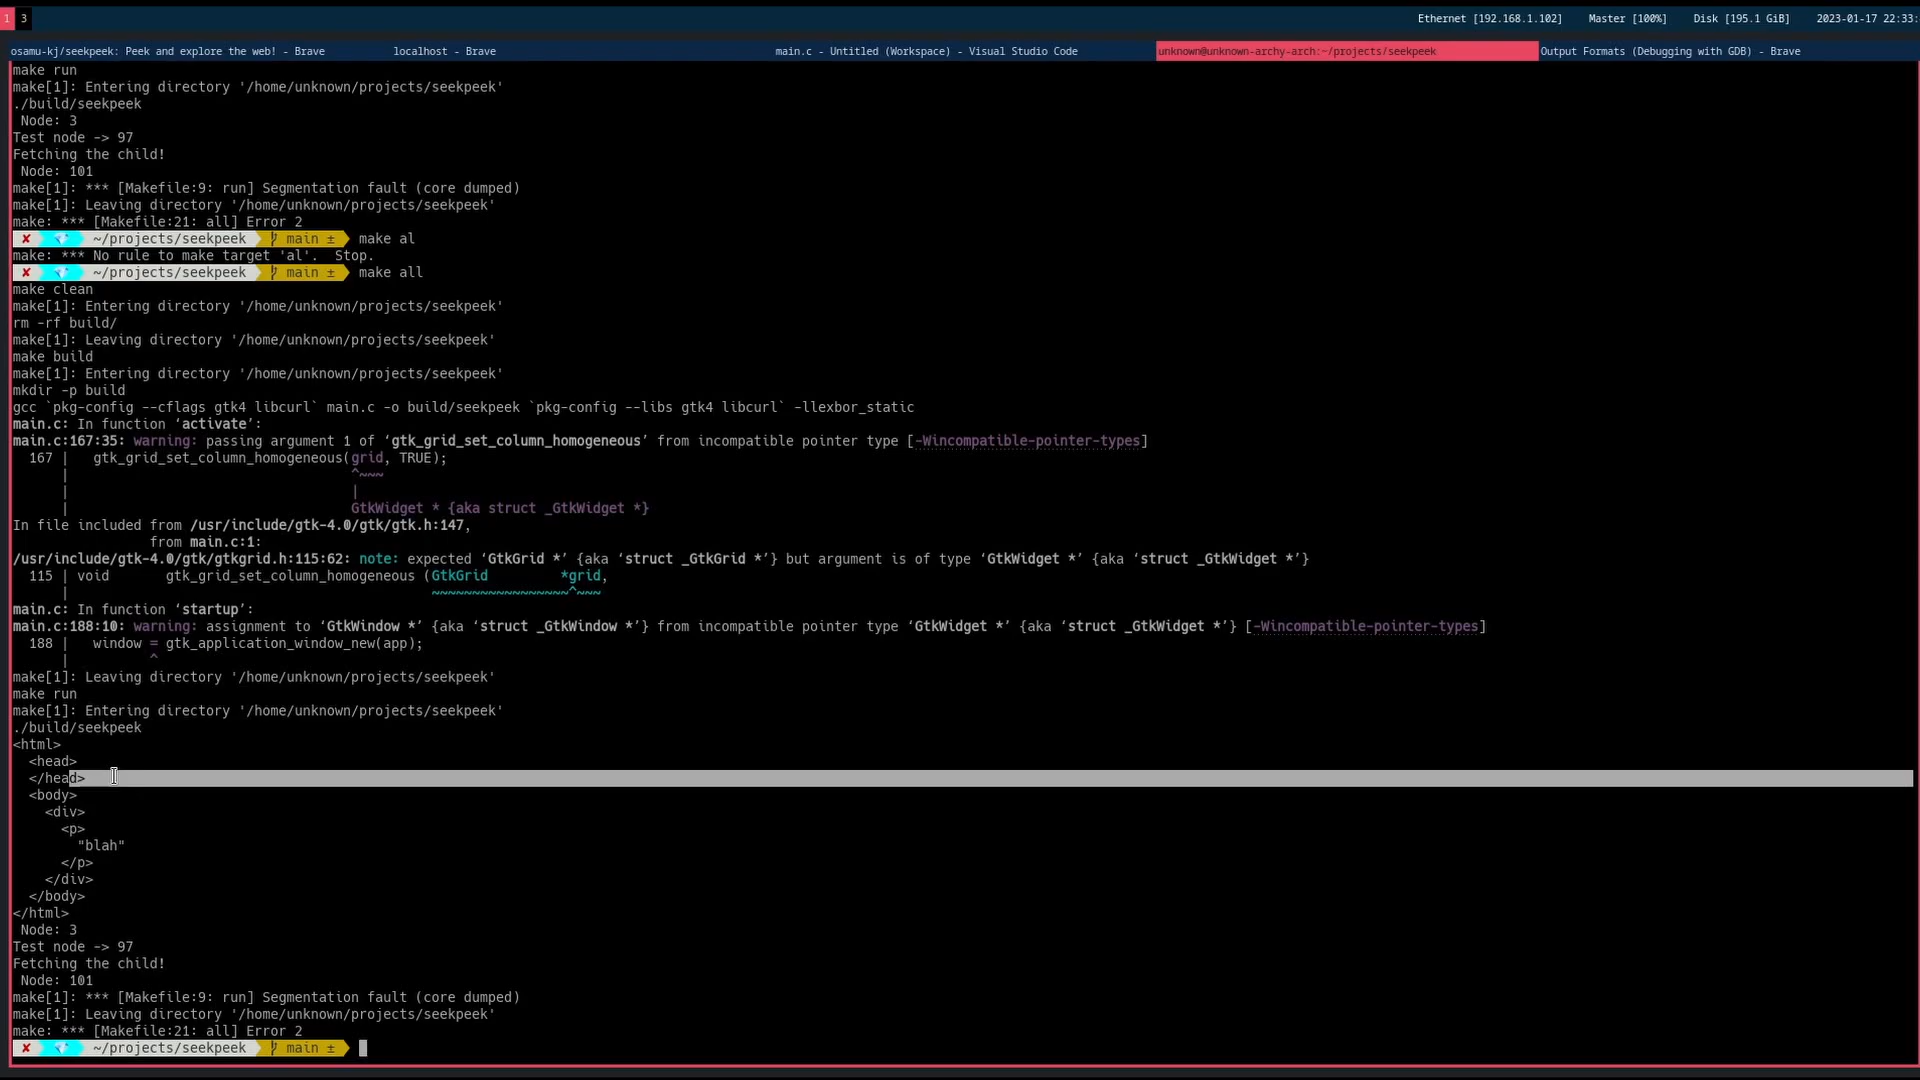 1 3 Ethernet [192.168.1.102] Master [100%] Disk [195.1 GiB] 2023-01-17 22:33:
osamu-kj/seekpeek: Peek and explore the web! - Brave localhost - Brave main.c - Untitled (Workspace) - Visual Studio Code unknown@unknown-archy-arch:~/projects/seekpeek Output Formats (Debugging with GDB) - Brave
make run
make[1]: Entering directory '/home/unknown/projects/seekpeek'
./build/seekpeek
 Node: 3
Test node -> 97
Fetching the child!
 Node: 101
make[1]: *** [Makefile:9: run] Segmentation fault (core dumped)
make[1]: Leaving directory '/home/unknown/projects/seekpeek'
make: *** [Makefile:21: all] Error 2
✘ 💎 ~/projects/seekpeek main ± make al
make: *** No rule to make target 'al'.  Stop.
✘ 💎 ~/projects/seekpeek main ± make all
make clean
make[1]: Entering directory '/home/unknown/projects/seekpeek'
rm -rf build/
make[1]: Leaving directory '/home/unknown/projects/seekpeek'
make build
make[1]: Entering directory '/home/unknown/projects/seekpeek'
mkdir -p build
gcc `pkg-config --cflags gtk4 libcurl` main.c -o build/seekpeek `pkg-config --libs gtk4 libcurl` -llexbor_static
main.c: In function ‘activate’:
main.c:167:35: warning: passing argument 1 of ‘gtk_grid_set_column_homogeneous’ from incompatible pointer type [-Wincompatible-pointer-types]
  167 |   gtk_grid_set_column_homogeneous(grid, TRUE);
      |                                   ^~~~
      |                                   |
      |                                   GtkWidget * {aka struct _GtkWidget *}
In file included from /usr/include/gtk-4.0/gtk/gtk.h:147,
                 from main.c:1:
/usr/include/gtk-4.0/gtk/gtkgrid.h:115:62: note: expected ‘GtkGrid *’ {aka ‘struct _GtkGrid *’} but argument is of type ‘GtkWidget *’ {aka ‘struct _GtkWidget *’}
  115 | void       gtk_grid_set_column_homogeneous (GtkGrid         *grid,
      |                                             ~~~~~~~~~~~~~~~~~^~~~
main.c: In function ‘startup’:
main.c:188:10: warning: assignment to ‘GtkWindow *’ {aka ‘struct _GtkWindow *’} from incompatible pointer type ‘GtkWidget *’ {aka ‘struct _GtkWidget *’} [-Wincompatible-pointer-types]
  188 |   window = gtk_application_window_new(app);
      |          ^
make[1]: Leaving directory '/home/unknown/projects/seekpeek'
make run
make[1]: Entering directory '/home/unknown/projects/seekpeek'
./build/seekpeek
<html>
  <head>
  </head>
  <body>
    <div>
      <p>
        "blah"
      </p>
    </div>
  </body>
</html>
 Node: 3
Test node -> 97
Fetching the child!
 Node: 101
make[1]: *** [Makefile:9: run] Segmentation fault (core dumped)
make[1]: Leaving directory '/home/unknown/projects/seekpeek'
make: *** [Makefile:21: all] Error 2
✘ 💎 ~/projects/seekpeek main ±